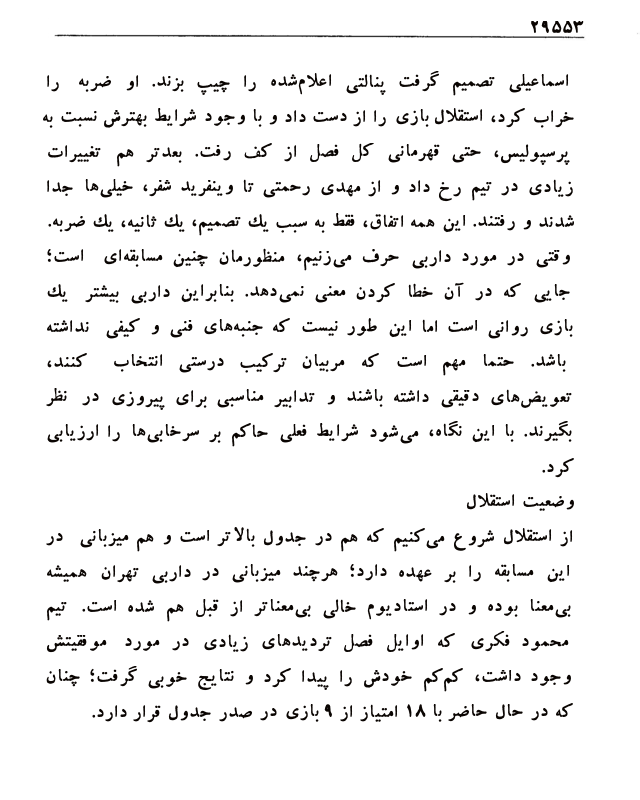 ۲۹۵۵۳
اسماعیلی تصمیم گرفت پنالتی اعلام‌شده را چیپ بزند. او ضربه را
خراب کرد، استقلال بازی را از دست داد و با وجود شرایط بهترش نسبت به
پرسپولیس، حتی قهرمانی کل فصل از کف رفت. بعدتر هم تغییرات
زیادی در تیم رخ داد و از مهدی رحمتی تا وینفرید شفر، خیلی‌ها جدا
شدند و رفتند. این همه اتفاق، فقط به سبب یك تصمیم، یك ثانیه، یك ضربه.
وقتی در مورد داربی حرف می‌زنیم، منظورمان چنین مسابقه‌ای است؛
جایی که در آن خطا کردن معنی نمی‌دهد. بنابراین داربی بیشتر یك
بازی روانی است اما این طور نیست که جنبه‌های فنی و کیفی نداشته
باشد. حتما مهم است که مربیان ترکیب درستی انتخاب کنند،
تعویض‌های دقیقی داشته باشند و تدابیر مناسبی برای پیروزی در نظر
بگیرند. با این نگاه، می‌شود شرایط فعلی حاکم بر سرخابی‌ها را ارزیابی
کرد.
وضعیت استقلال
از استقلال شروع می‌کنیم که هم در جدول بالاتر است و هم میزبانی در
این مسابقه را بر عهده دارد؛ هرچند میزبانی در داربی تهران همیشه
بی‌معنا بوده و در استادیوم خالی بی‌معناتر از قبل هم شده است. تیم
محمود فکری که اوایل فصل تردیدهای زیادی در مورد موفقیتش
وجود داشت، کم‌کم خودش را پیدا کرد و نتایج خوبی گرفت؛ چنان
که در حال حاضر با ۱۸ امتیاز از ۹ بازی در صدر جدول قرار دارد.